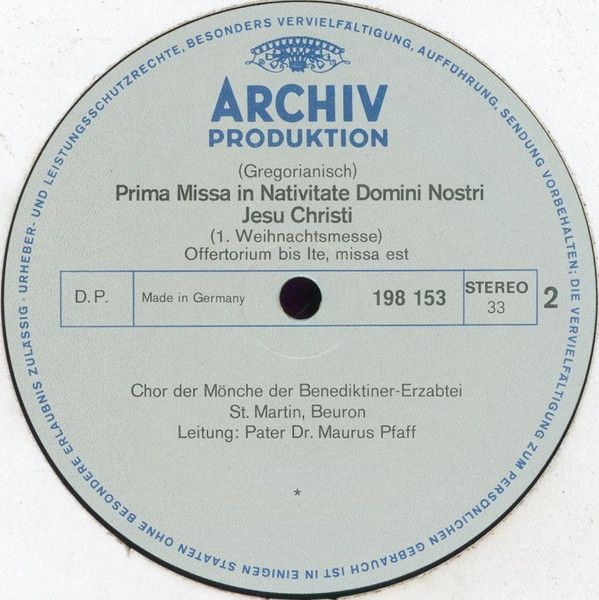 URHEBER- UND LEISTUNGSSCHUTZRECHTE, BESONDERS VERVIELFÄLTIGUNG, AUFFÜHRUNG, SENDUNG VORBEHALTEN: DIE VERVIELFÄLTIGUNG ZUM PERSÖNLICHEN GEBRAUCH IST IN EINIGEN STAATEN OHNE BESONDERE ERLAUBNIS ZULÄSSIG ·
ARCHIV
PRODUKTION
(Gregorianisch)
Prima Missa in Nativitate Domini Nostri
Jesu Christi
(1. Weihnachtsmesse)
Offertorium bis Ite, missa est
D.P. Made in Germany 198 153 STEREO 2
33
Chor der Mönche der Benediktiner-Erzabtei
St. Martin, Beuron
Leitung: Pater Dr. Maurus Pfaff
*